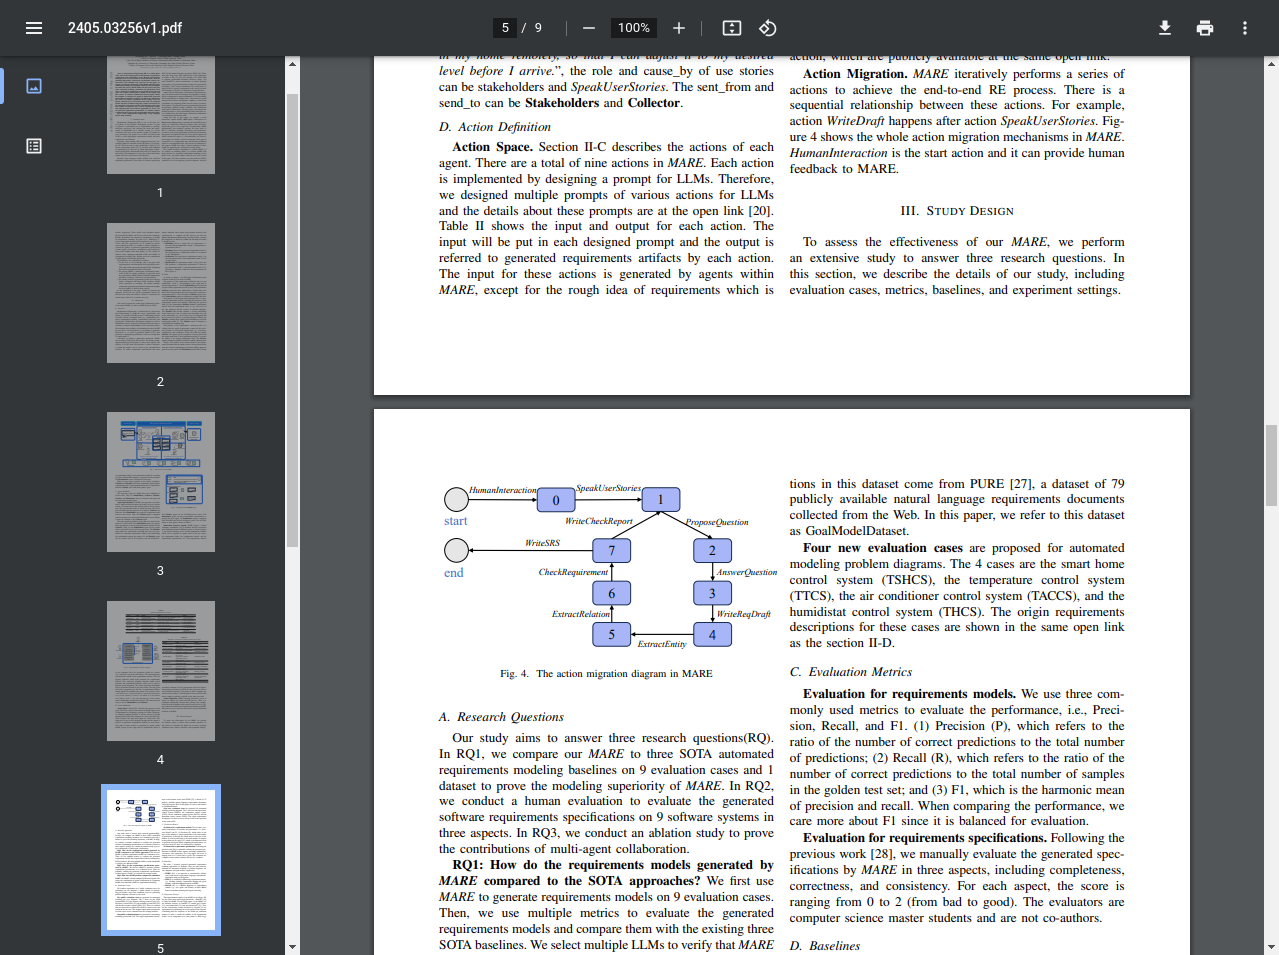 2405.03256v1.pdf
5 / 9
100%
1
2
3
4
5
in my home remotely, so that I can adjust it to my desired
level before I arrive.", the role and cause_by of use stories
can be stakeholders and SpeakUserStories. The sent_from and
send_to can be Stakeholders and Collector.
D. Action Definition
Action Space. Section II-C describes the actions of each
agent. There are a total of nine actions in MARE. Each action
is implemented by designing a prompt for LLMs. Therefore,
we designed multiple prompts of various actions for LLMs
and the details about these prompts are at the open link [20].
Table II shows the input and output for each action. The
input will be put in each designed prompt and the output is
referred to generated requirements artifacts by each action.
The input for these actions is generated by agents within
MARE, except for the rough idea of requirements which is
action, which are publicly available at the same open link.
Action Migration. MARE iteratively performs a series of
actions to achieve the end-to-end RE process. There is a
sequential relationship between these actions. For example,
action WriteDraft happens after action SpeakUserStories. Fig-
ure 4 shows the whole action migration mechanisms in MARE.
HumanInteraction is the start action and it can provide human
feedback to MARE.
III. STUDY DESIGN
To assess the effectiveness of our MARE, we perform
an extensive study to answer three research questions. In
this section, we describe the details of our study, including
evaluation cases, metrics, baselines, and experiment settings.
HumanInteraction
0
SpeakUserStories
1
start
WriteCheckReport
ProposeQuestion
WriteSRS
7
2
end
CheckRequirement
AnswerQuestion
6
3
ExtractRelation
WriteReqDraft
5
4
ExtractEntity
Fig. 4. The action migration diagram in MARE
A. Research Questions
Our study aims to answer three research questions(RQ).
In RQ1, we compare our MARE to three SOTA automated
requirements modeling baselines on 9 evaluation cases and 1
dataset to prove the modeling superiority of MARE. In RQ2,
we conduct a human evaluation to evaluate the generated
software requirements specifications on 9 software systems in
three aspects. In RQ3, we conduct an ablation study to prove
the contributions of multi-agent collaboration.
RQ1: How do the requirements models generated by
MARE compared to the SOTA approaches? We first use
MARE to generate requirements models on 9 evaluation cases.
Then, we use multiple metrics to evaluate the generated
requirements models and compare them with the existing three
SOTA baselines. We select multiple LLMs to verify that MARE
tions in this dataset come from PURE [27], a dataset of 79
publicly available natural language requirements documents
collected from the Web. In this paper, we refer to this dataset
as GoalModelDataset.
Four new evaluation cases are proposed for automated
modeling problem diagrams. The 4 cases are the smart home
control system (TSHCS), the temperature control system
(TTCS), the air conditioner control system (TACCS), and the
humidistat control system (THCS). The origin requirements
descriptions for these cases are shown in the same open link
as the section II-D.
C. Evaluation Metrics
Evaluation for requirements models. We use three com-
monly used metrics to evaluate the performance, i.e., Preci-
sion, Recall, and F1. (1) Precision (P), which refers to the
ratio of the number of correct predictions to the total number
of predictions; (2) Recall (R), which refers to the ratio of the
number of correct predictions to the total number of samples
in the golden test set; and (3) F1, which is the harmonic mean
of precision and recall. When comparing the performance, we
care more about F1 since it is balanced for evaluation.
Evaluation for requirements specifications. Following the
previous work [28], we manually evaluate the generated spec-
ifications by MARE in three aspects, including completeness,
correctness, and consistency. For each aspect, the score is
ranging from 0 to 2 (from bad to good). The evaluators are
computer science master students and are not co-authors.
D. Baselines